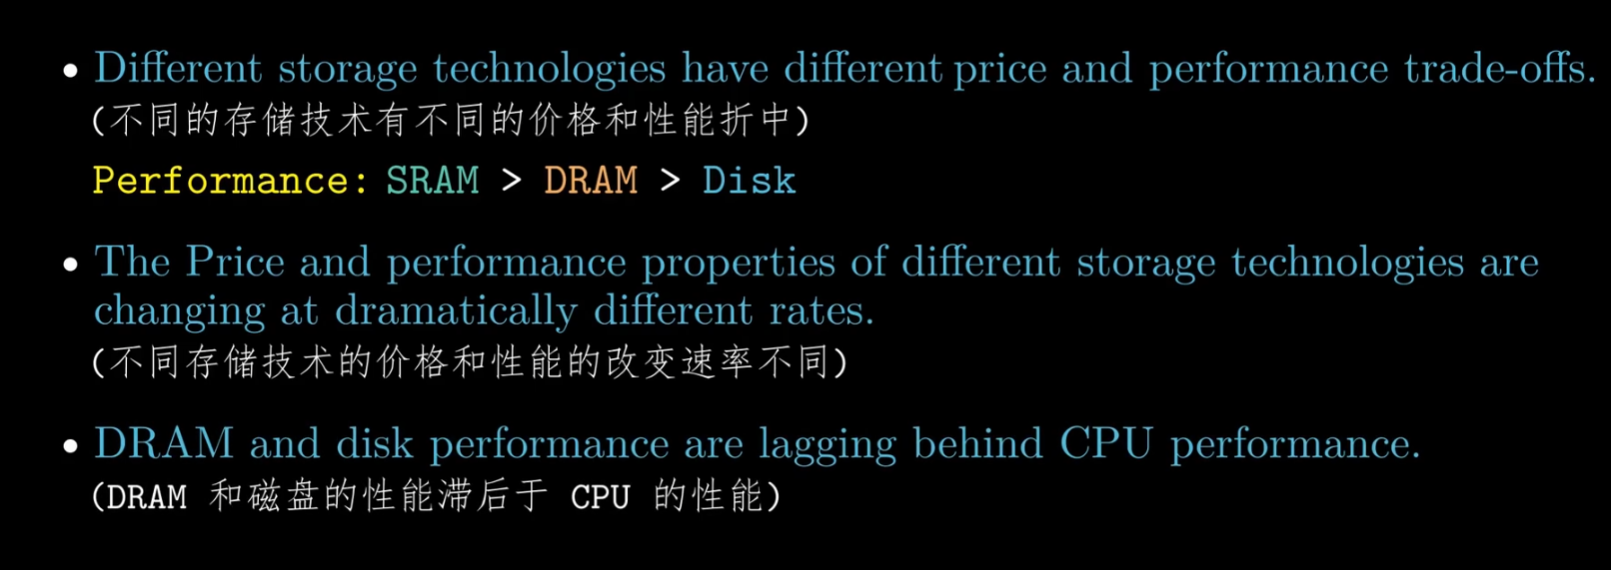 • Different storage technologies have different price and performance trade-offs.
(不同的存储技术有不同的价格和性能折中)
Performance: SRAM > DRAM > Disk
• The Price and performance properties of different storage technologies are
changing at dramatically different rates.
(不同存储技术的价格和性能的改变速率不同)
• DRAM and disk performance are lagging behind CPU performance.
(DRAM 和磁盘的性能滞后于 CPU 的性能)